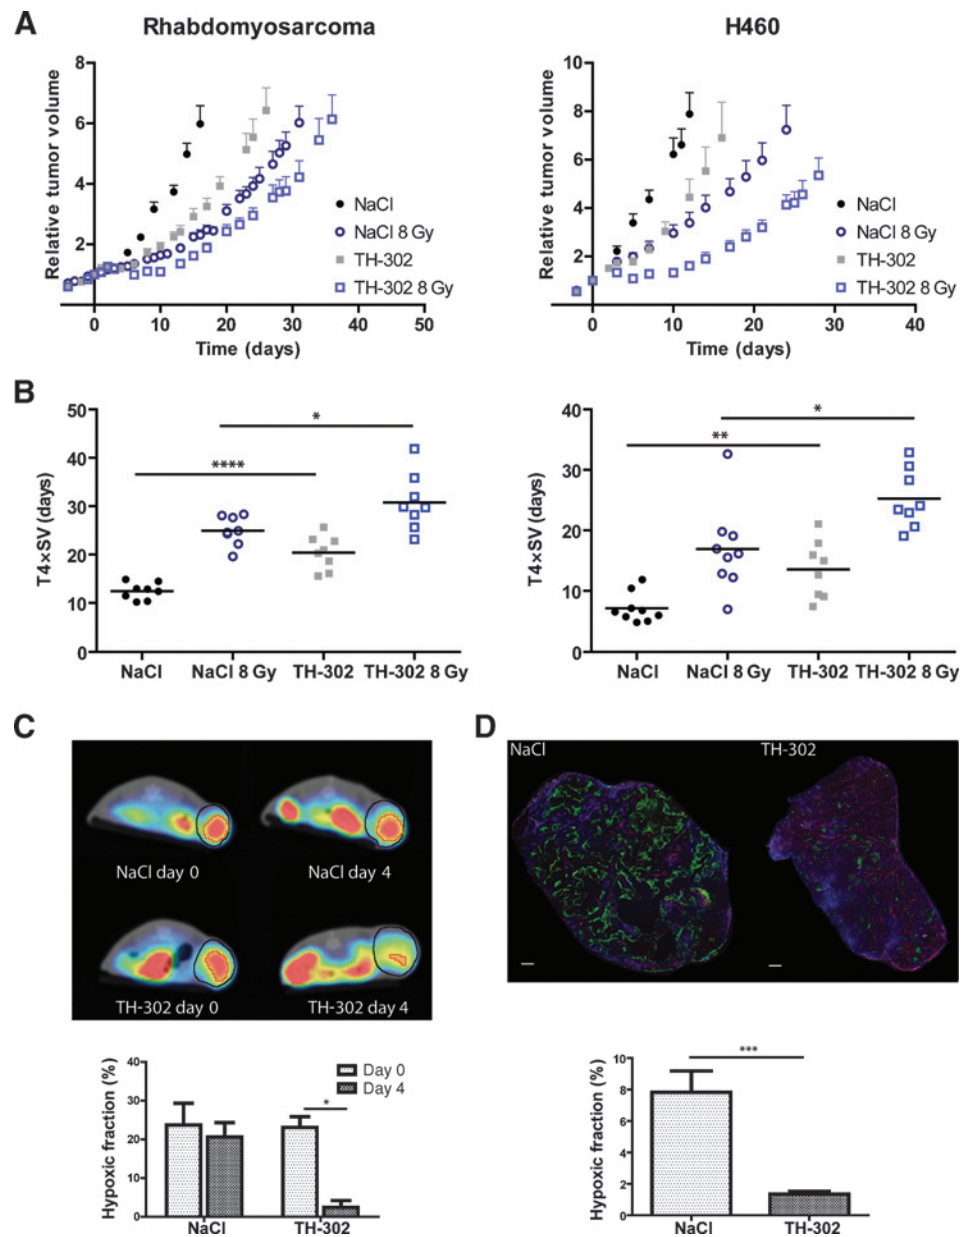 A
Rhabdomyosarcoma
H460
Relative tumor volume
8
6
4
2
0
10
20
30
40
50
Time (days)
NaCl
NaCl 8 Gy
TH-302
TH-302 8 Gy
Relative tumor volume
10
8
6
4
2
0
10
20
30
40
Time (days)
NaCl
NaCl 8 Gy
TH-302
TH-302 8 Gy
B
T4×SV (days)
50
40
30
20
10
0
*
****
NaCl
NaCl 8 Gy
TH-302
TH-302 8 Gy
T4×SV (days)
40
30
20
10
0
*
**
NaCl
NaCl 8 Gy
TH-302
TH-302 8 Gy
C
NaCl day 0
NaCl day 4
TH-302 day 0
TH-302 day 4
Hypoxic fraction (%)
40
30
20
10
0
Day 0
Day 4
*
NaCl
TH-302
D
NaCl
TH-302
Hypoxic fraction (%)
10
8
6
4
2
0
***
NaCl
TH-302